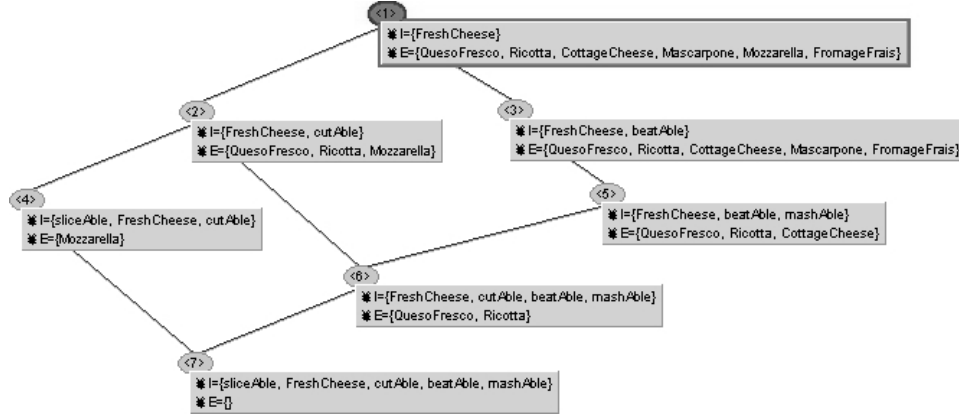 <1>
I={FreshCheese}
E={QuesoFresco, Ricotta, CottageCheese, Mascarpone, Mozzarella, FromageFrais}
<2>
I={FreshCheese, cutAble}
E={QuesoFresco, Ricotta, Mozzarella}
<3>
I={FreshCheese, beatAble}
E={QuesoFresco, Ricotta, CottageCheese, Mascarpone, FromageFrais}
<4>
I={sliceAble, FreshCheese, cutAble}
E={Mozzarella}
<5>
I={FreshCheese, beatAble, mashAble}
E={QuesoFresco, Ricotta, CottageCheese}
<6>
I={FreshCheese, cutAble, beatAble, mashAble}
E={QuesoFresco, Ricotta}
<7>
I={sliceAble, FreshCheese, cutAble, beatAble, mashAble}
E={}